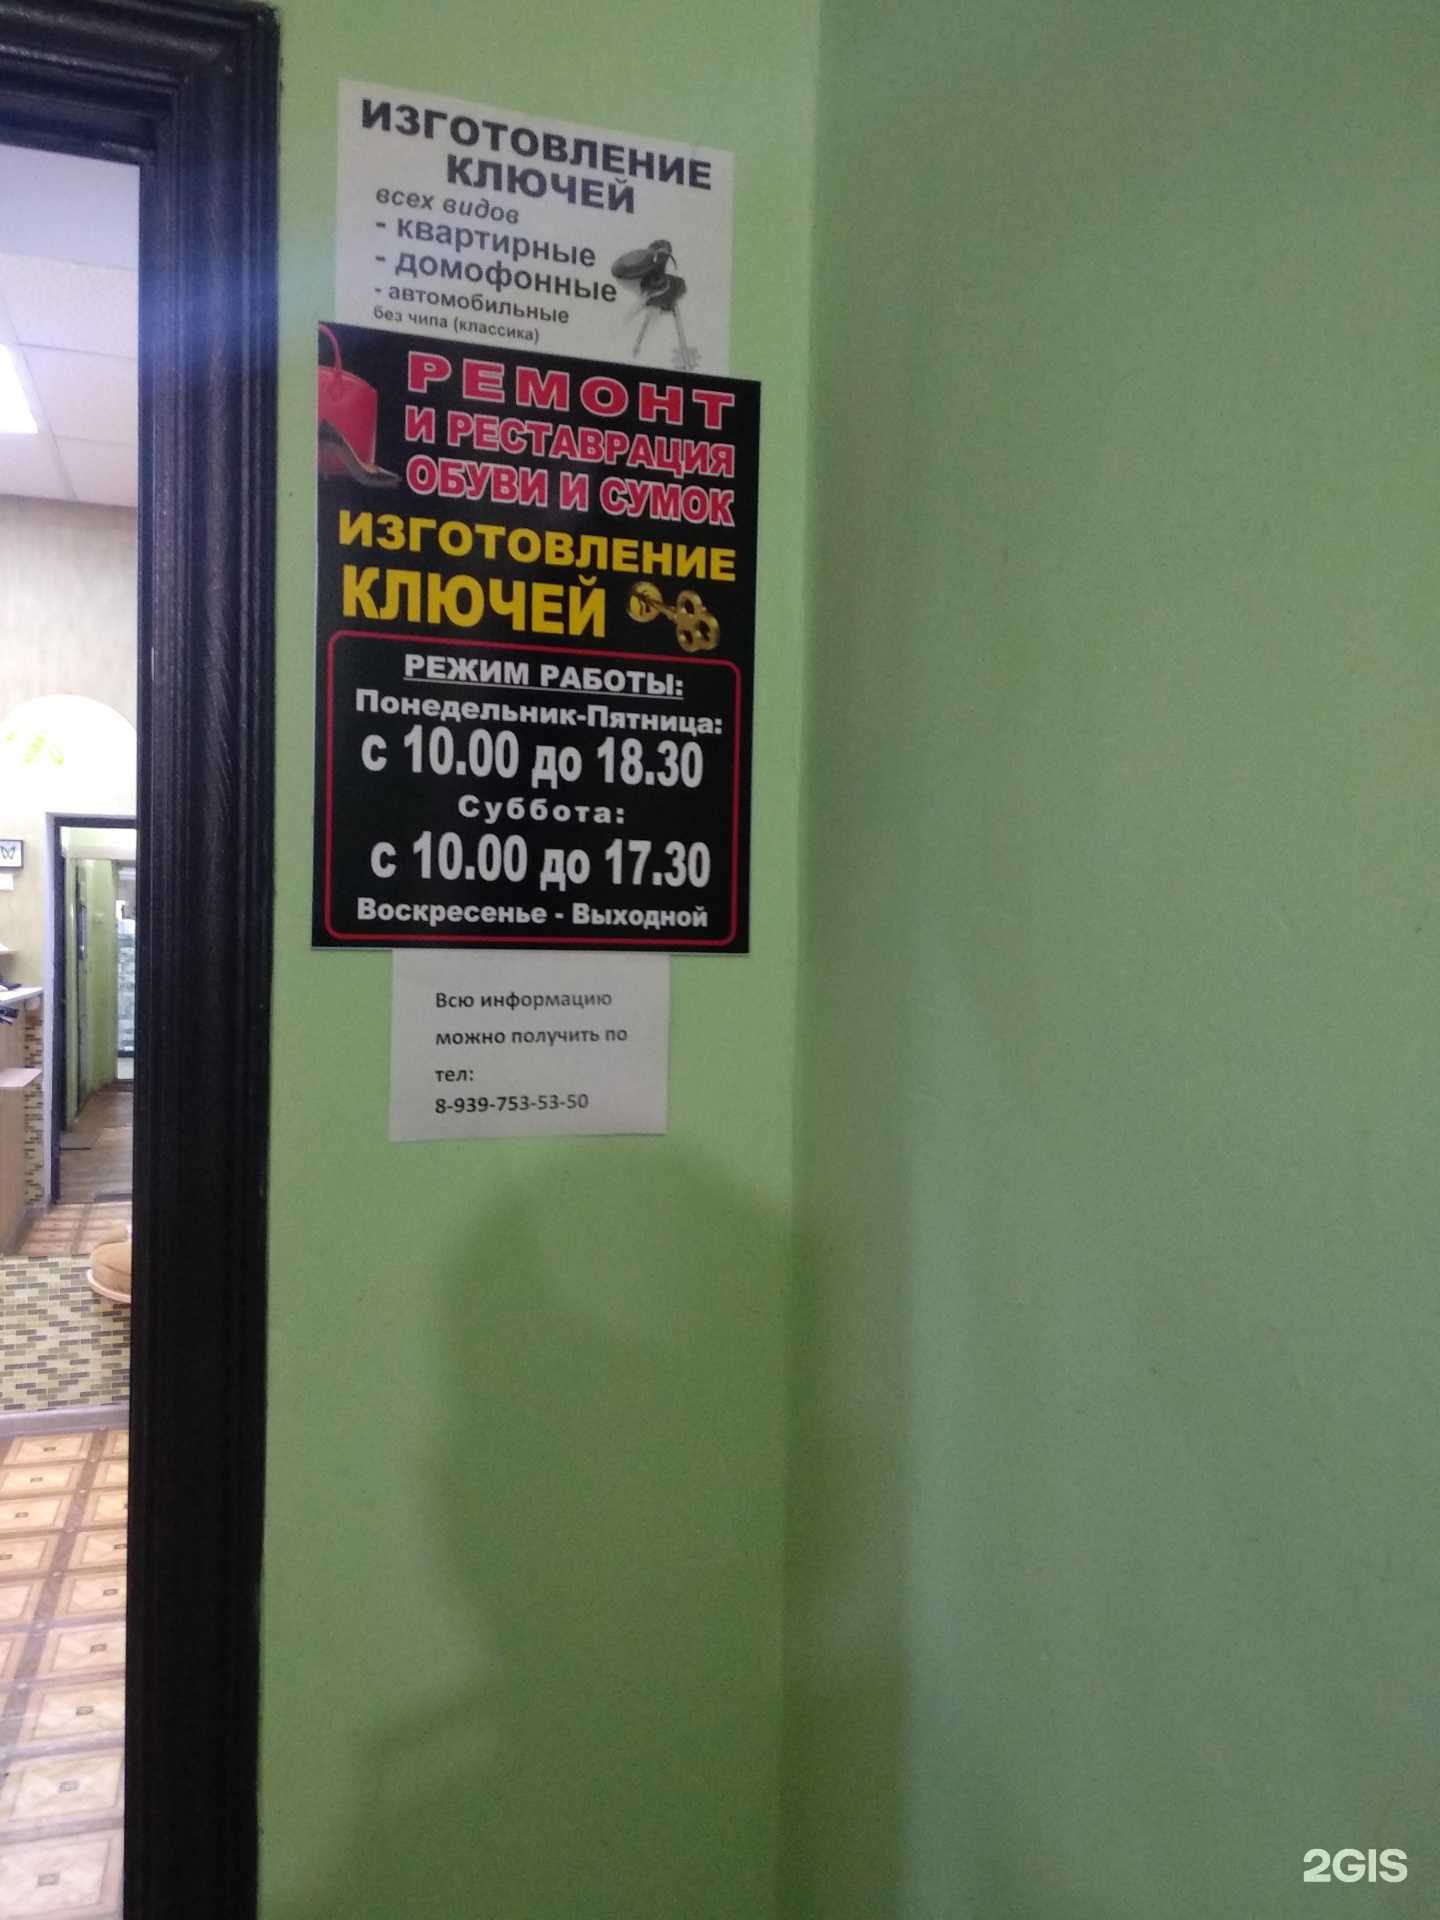 ИЗГОТОВЛЕНИЕ
КЛЮЧЕЙ
всех видов
- квартирные
- домофонные
- автомобильные
без чипа (классика)
РЕМОНТ
И РЕСТАВРАЦИЯ
ОБУВИ И СУМОК
ИЗГОТОВЛЕНИЕ
КЛЮЧЕЙ
РЕЖИМ РАБОТЫ:
Понедельник-Пятница:
с 10.00 до 18.30
Суббота:
с 10.00 до 17.30
Воскресенье - Выходной
Всю информацию
можно получить по
тел:
8-939-753-53-50
2GIS